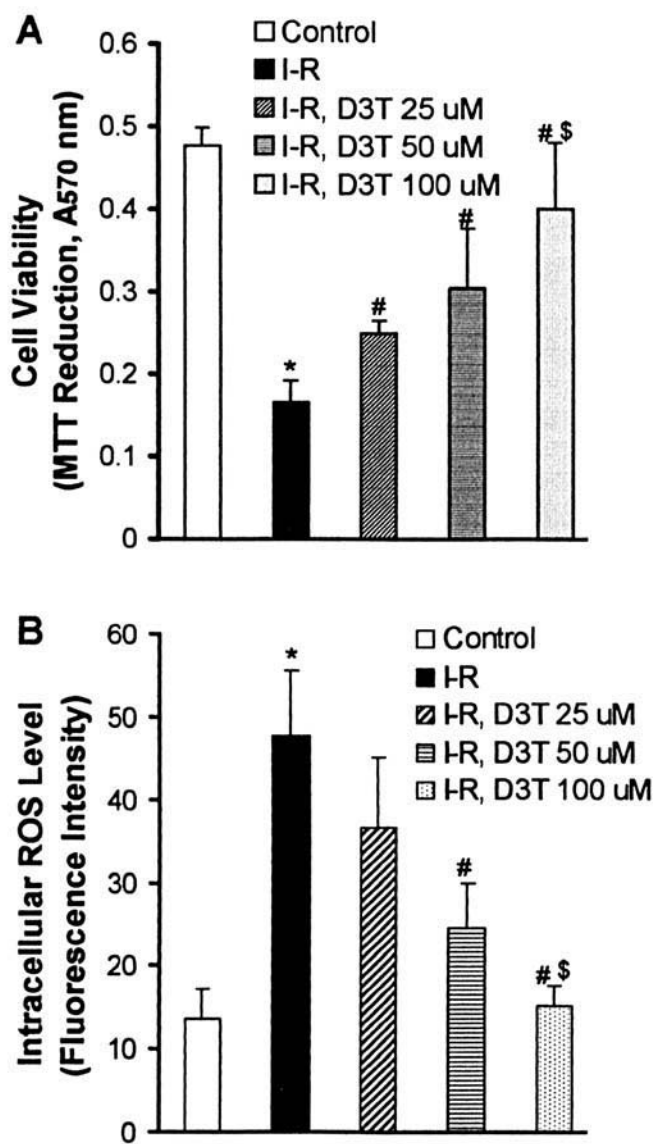 A
Cell Viability
(MTT Reduction, A570 nm)
0.6
0.5
0.4
0.3
0.2
0.1
0
Control
I-R
I-R, D3T 25 uM
I-R, D3T 50 uM
I-R, D3T 100 uM
*
#
#
# $
B
Intracellular ROS Level
(Fluorescence Intensity)
60
50
40
30
20
10
0
Control
I-R
I-R, D3T 25 uM
I-R, D3T 50 uM
I-R, D3T 100 uM
*
#
# $